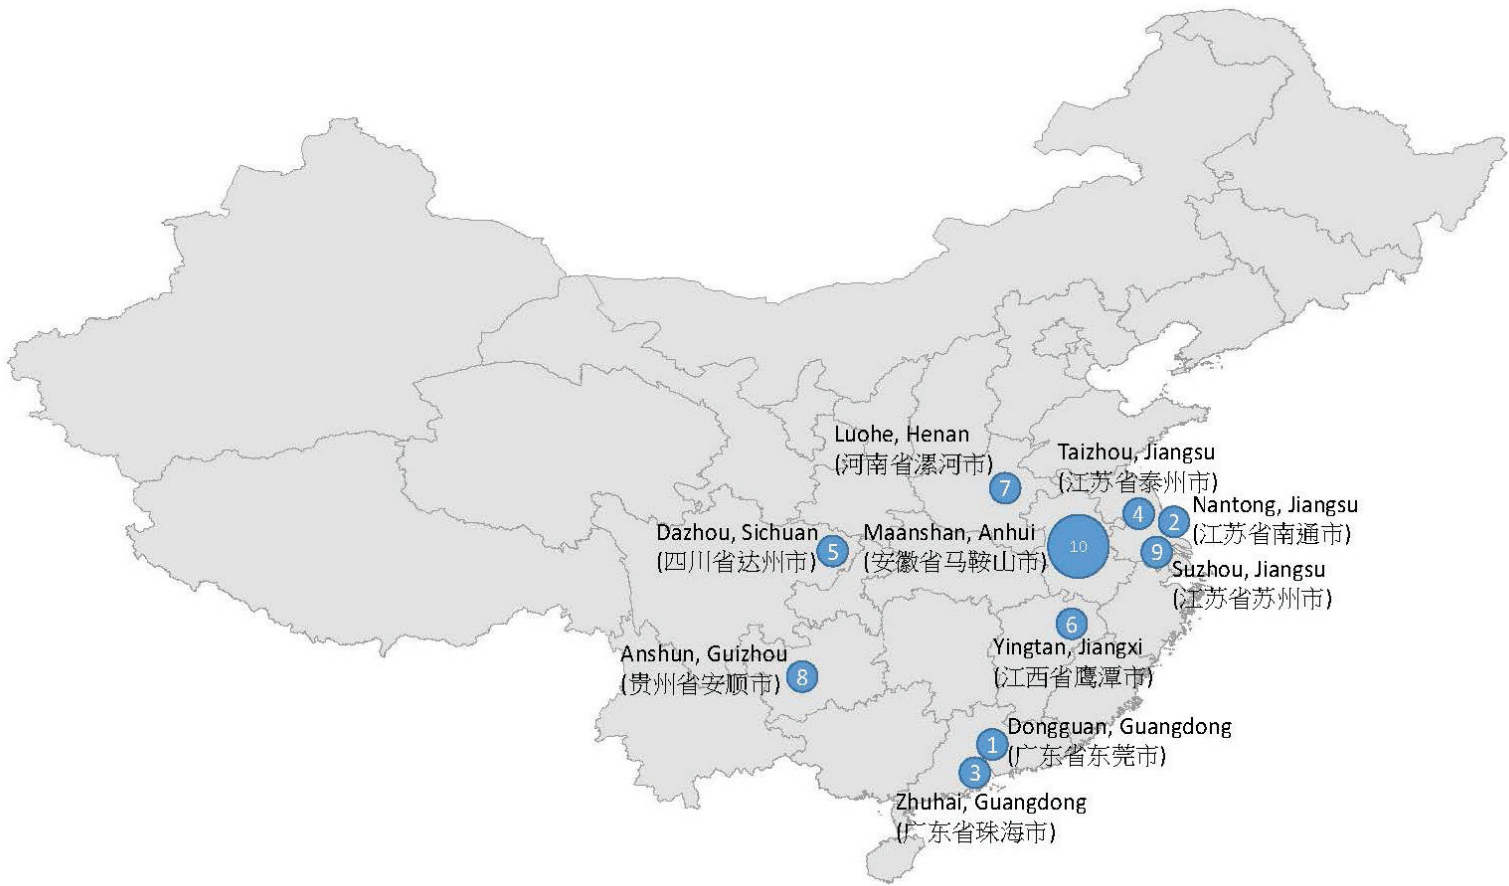 Luohe, Henan
(河南省漯河市)
7
Taizhou, Jiangsu
(江苏省泰州市)
4
Nantong, Jiangsu
(江苏省南通市)
2
Dazhou, Sichuan
(四川省达州市)
5
Maanshan, Anhui
(安徽省马鞍山市)
10
9
Suzhou, Jiangsu
(江苏省苏州市)
6
Yingtan, Jiangxi
(江西省鹰潭市)
Anshun, Guizhou
(贵州省安顺市)
8
1
Dongguan, Guangdong
(广东省东莞市)
3
Zhuhai, Guangdong
(广东省珠海市)